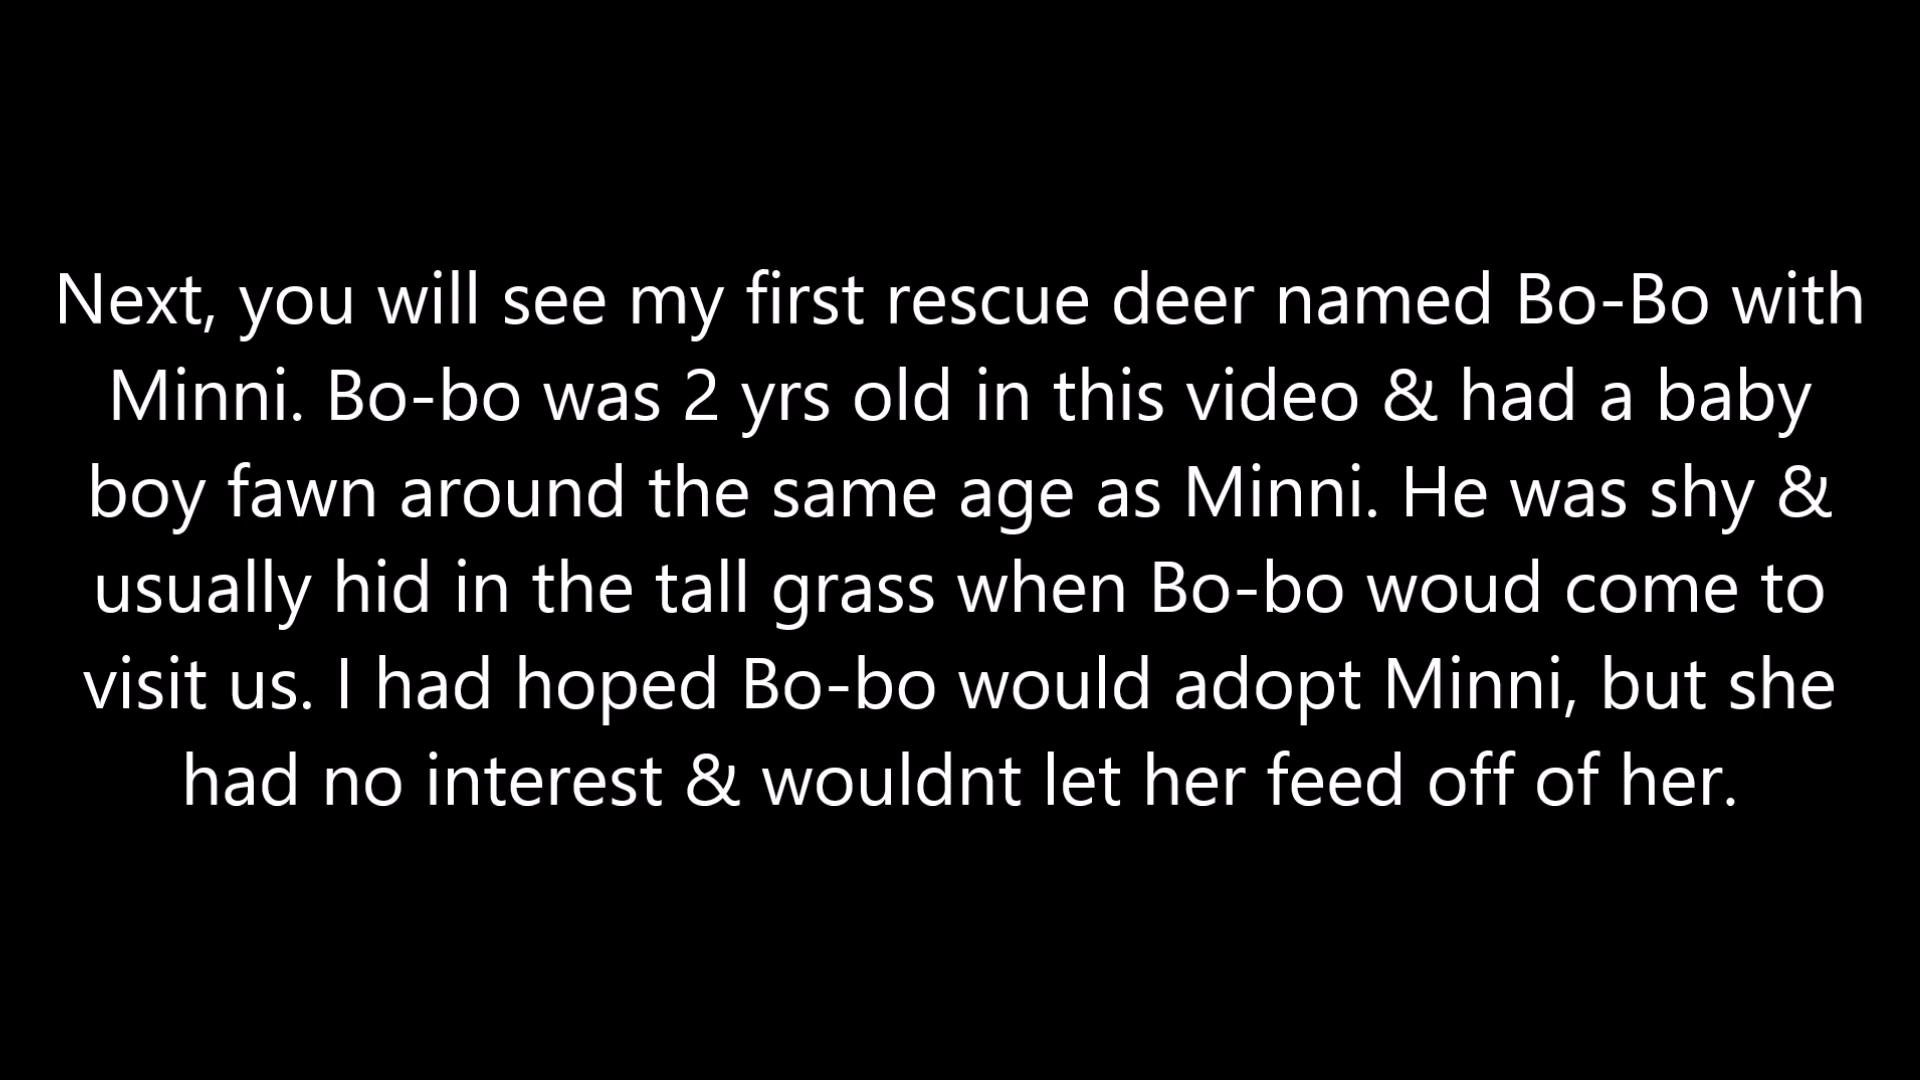 Next, you will see my first rescue deer named Bo-Bo with
Minni. Bo-bo was 2 yrs old in this video & had a baby
boy fawn around the same age as Minni. He was shy &
usually hid in the tall grass when Bo-bo woud come to
visit us. I had hoped Bo-bo would adopt Minni, but she
had no interest & wouldnt let her feed off of her.